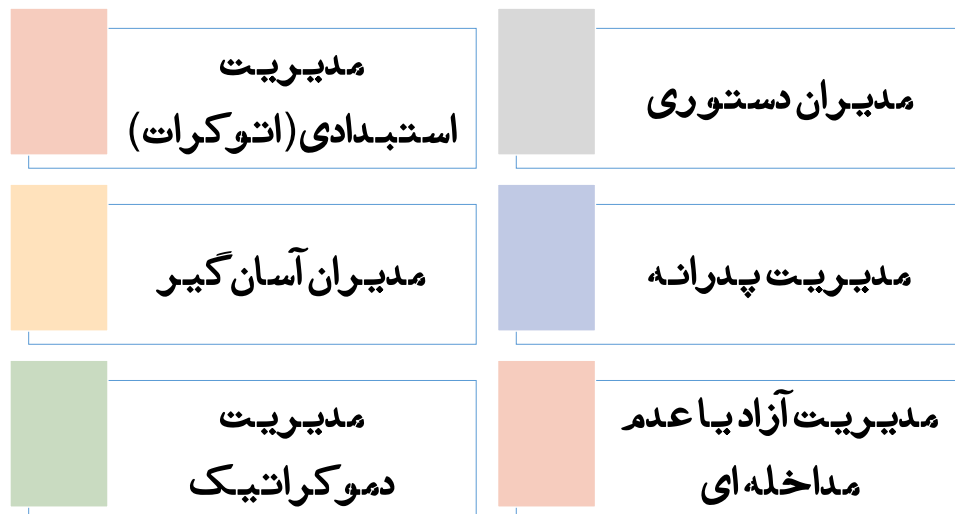 مدیران دستوری
مدیریت
استبدادی(اتوکرات)
مدیریت پدرانه
مدیران آسان گیر
مدیریت آزاد یا عدم
مداخله ای
مدیریت
دموکراتیک